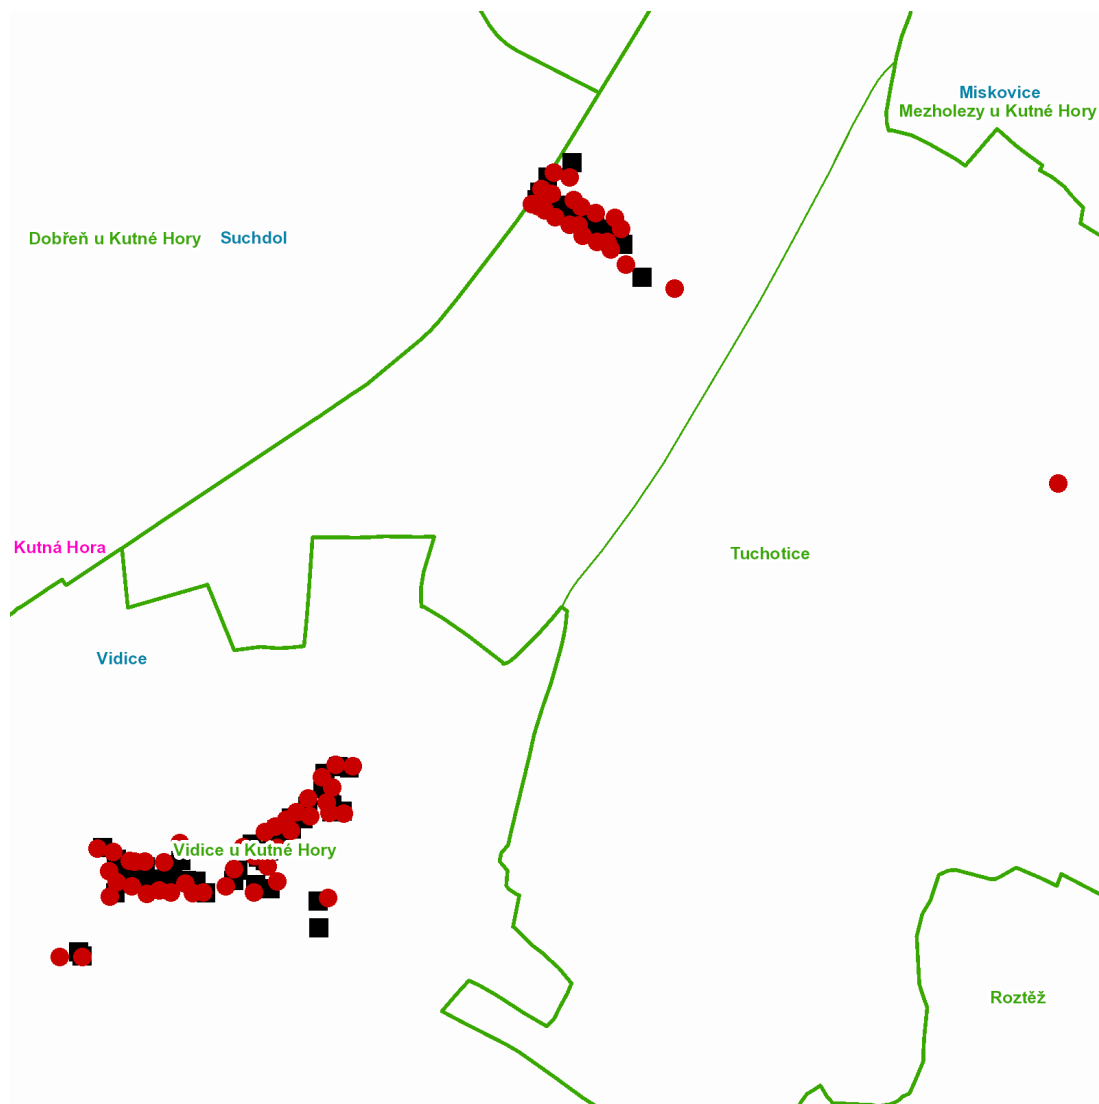 Miskovice
Mezholezy u Kutné Hory
Dobřeň u Kutné Hory
Suchdol
Kutná Hora
Tuchotice
Vidice
Vidice u Kutné Hory
Roztěž